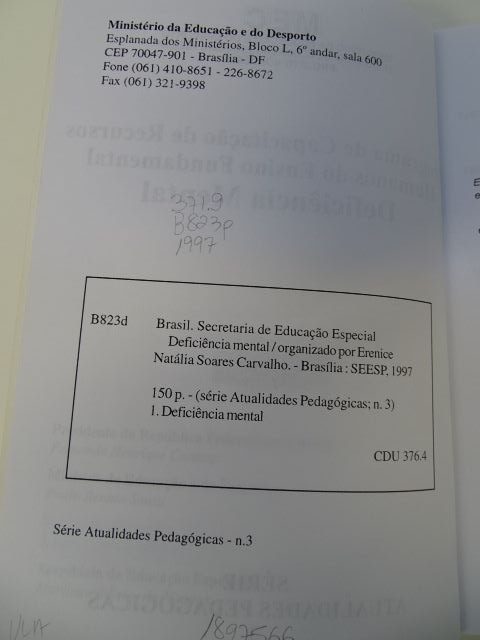 Ministério da Educação e do Desporto
Esplanada dos Ministérios, Bloco L, 6º andar, sala 600
CEP 70047-901 - Brasília - DF
Fone (061) 410-8651 - 226-8672
Fax (061) 321-9398
371.9
B823p
1997
B823d
Brasil. Secretaria de Educação Especial
Deficiência mental / organizado por Erenice
Natália Soares Carvalho. - Brasília : SEESP, 1997
150 p. - (série Atualidades Pedagógicas; n. 3)
1. Deficiência mental
CDU 376.4
Série Atualidades Pedagógicas - n.3
1897566